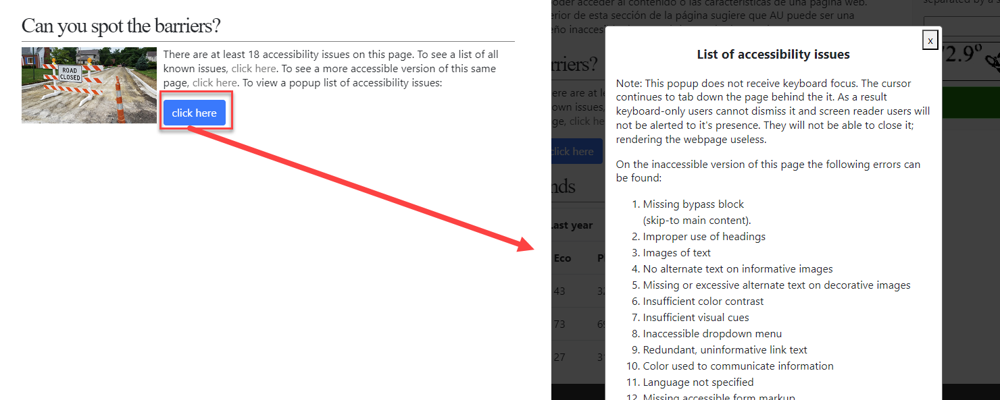 Can you spot the barriers?
ROAD
CLOSED
There are at least 18 accessibility issues on this page. To see a list of all
known issues, click here. To see a more accessible version of this same
page, click here. To view a popup list of accessibility issues:
click here
poder acceder al contenido o las características de una página web.
erior de esta sección de la página sugiere que AU puede ser una
eño inacces
rriers?
ere are at le
own issues,
ge, click he
click here
nds
Last year
Eco
43
73
27
separated by a s
2.9°
x
List of accessibility issues
Note: This popup does not receive keyboard focus. The cursor
continues to tab down the page behind the it. As a result
keyboard-only users cannot dismiss it and screen reader users will
not be alerted to it's presence. They will not be able to close it;
rendering the webpage useless.
On the inaccessible version of this page the following errors can
be found:
1. Missing bypass block
(skip-to main content).
2. Improper use of headings
3. Images of text
4. No alternate text on informative images
5. Missing or excessive alternate text on decorative images
6. Insufficient color contrast
7. Insufficient visual cues
8. Inaccessible dropdown menu
9. Redundant, uninformative link text
10. Color used to communicate information
11. Language not specified
12. Missing accessible form markup